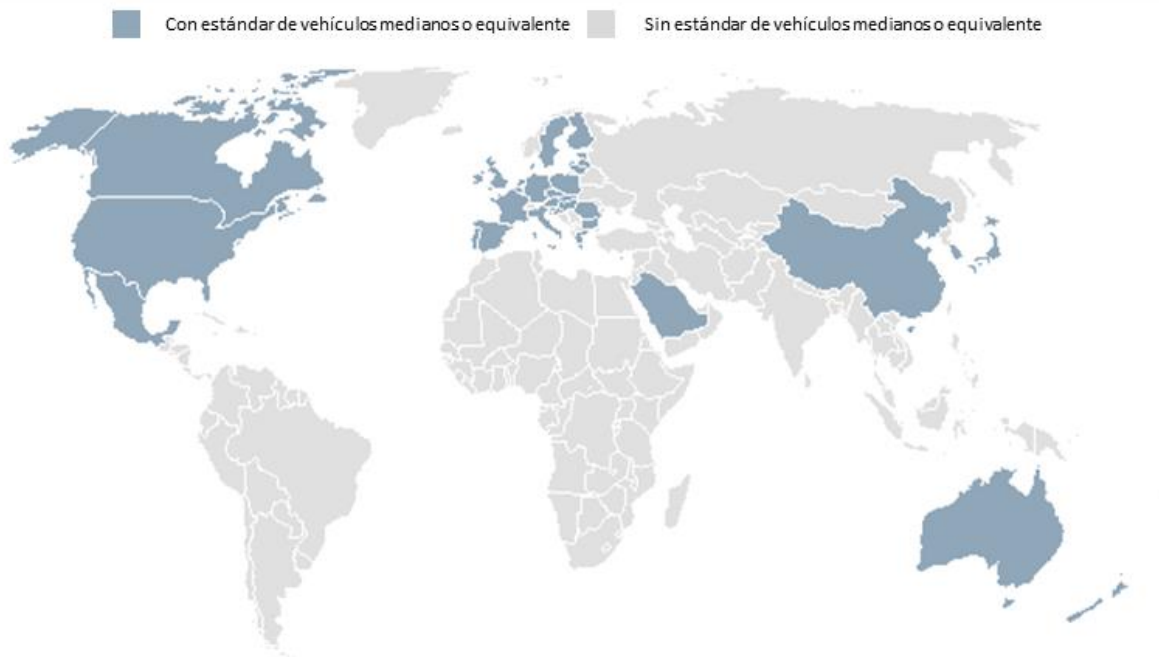 Con estándar de vehículos medianos o equivalente
Sin estándar de vehículos medianos o equivalente